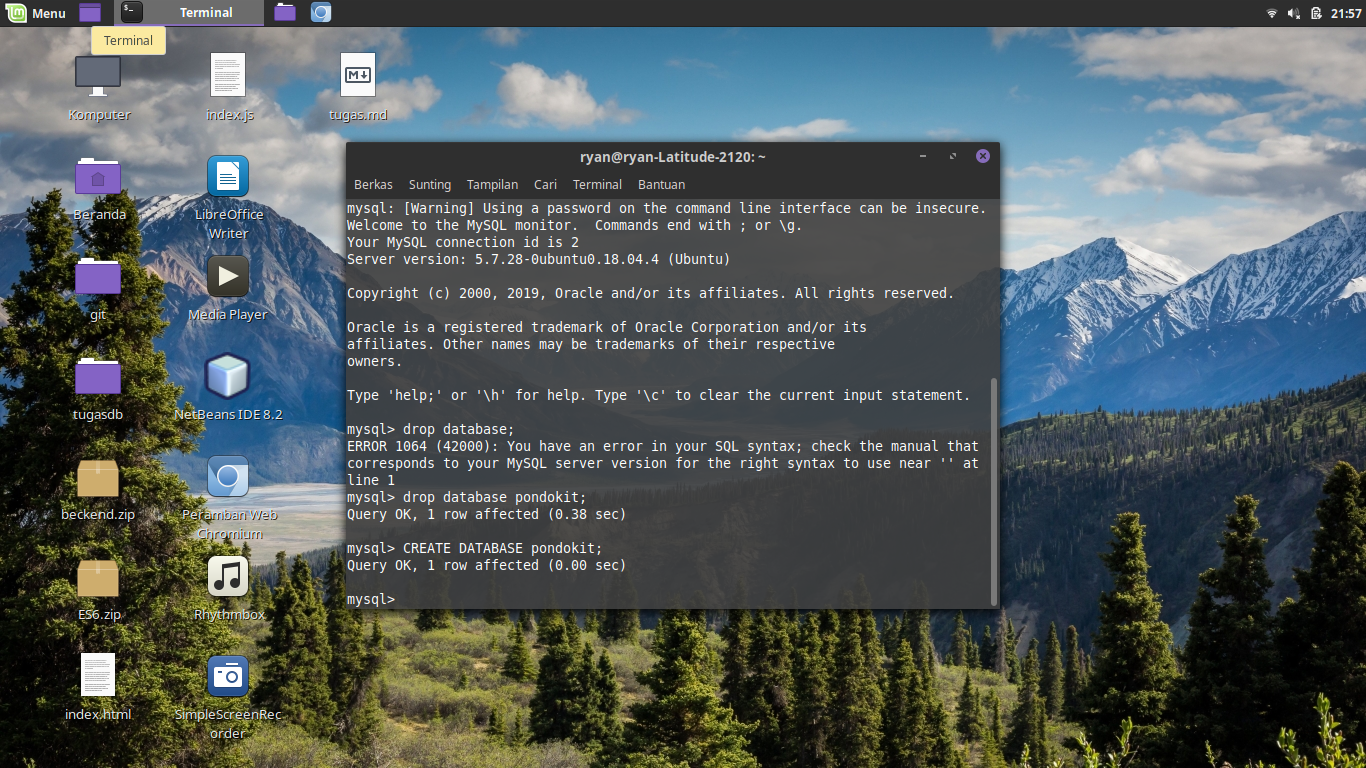 Menu
Terminal
21:57
Terminal
Komputer
index.js
tugas.md
Beranda
LibreOffice
Writer
git
Media Player
tugasdb
NetBeans IDE 8.2
beckend.zip
Peramban Web
Chromium
ES6.zip
Rhythmbox
index.html
SimpleScreenRec
order
ryan@ryan-Latitude-2120: ~
Berkas Sunting Tampilan Cari Terminal Bantuan
mysql: [Warning] Using a password on the command line interface can be insecure.
Welcome to the MySQL monitor.  Commands end with ; or \g.
Your MySQL connection id is 2
Server version: 5.7.28-0ubuntu0.18.04.4 (Ubuntu)
Copyright (c) 2000, 2019, Oracle and/or its affiliates. All rights reserved.
Oracle is a registered trademark of Oracle Corporation and/or its
affiliates. Other names may be trademarks of their respective
owners.
Type 'help;' or '\h' for help. Type '\c' to clear the current input statement.
mysql> drop database;
ERROR 1064 (42000): You have an error in your SQL syntax; check the manual that
corresponds to your MySQL server version for the right syntax to use near '' at
line 1
mysql> drop database pondokit;
Query OK, 1 row affected (0.38 sec)
mysql> CREATE DATABASE pondokit;
Query OK, 1 row affected (0.00 sec)
mysql>